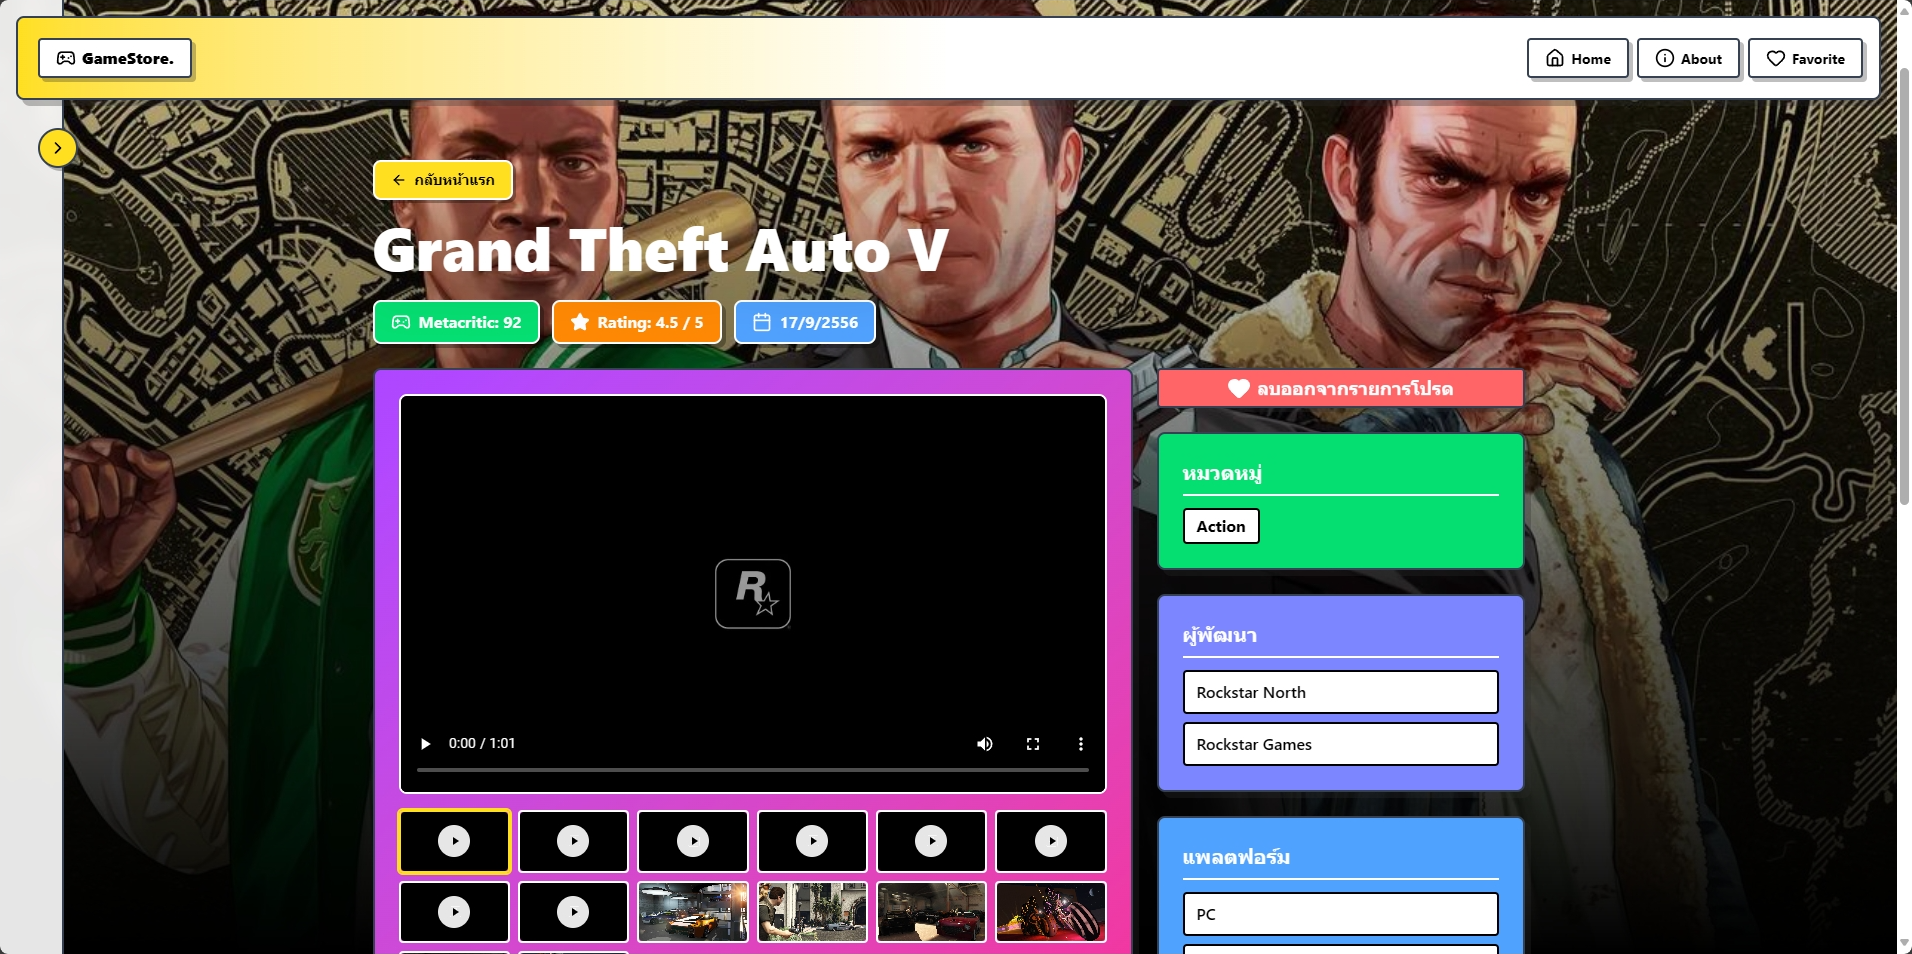 GameStore.
Home
About
Favorite
กลับหน้าแรก
Grand Theft Auto V
Metacritic: 92
Rating: 4.5 / 5
17/9/2556
ลบออกจากรายการโปรด
หมวดหมู่
Action
ผู้พัฒนา
Rockstar North
Rockstar Games
R
0:00 / 1:01
แพลตฟอร์ม
PC